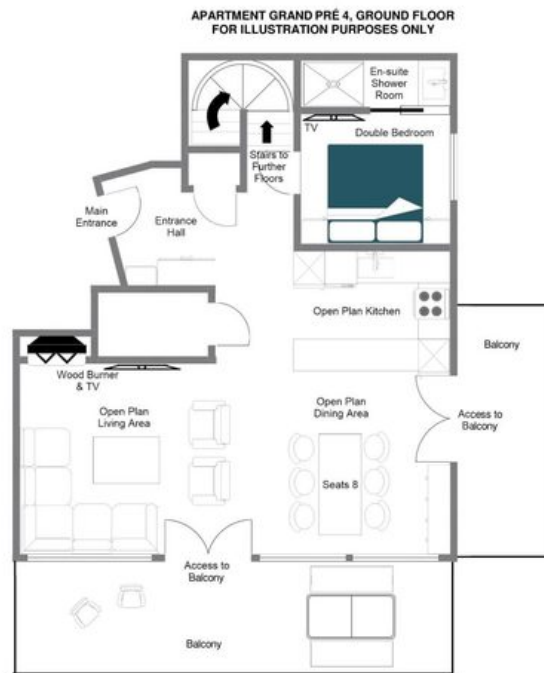 APARTMENT GRAND PRÉ 4, GROUND FLOOR
FOR ILLUSTRATION PURPOSES ONLY
En-suite
Shower
Room
TV
Double Bedroom
Stairs to
Further
Floors
Main
Entrance
Entrance
Hall
Open Plan Kitchen
Balcony
Wood Burner
& TV
Open Plan
Living Area
Open Plan
Dining Area
Access to
Balcony
Seats 8
Access to
Balcony
Balcony